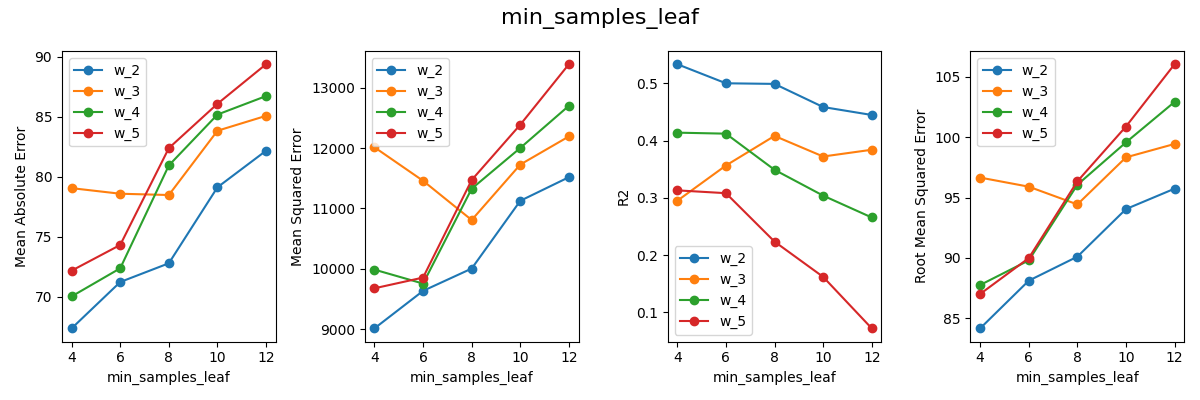 min_samples_leaf
Mean Absolute Error
90
85
80
75
70
4 6 8 10 12
min_samples_leaf
w_2
w_3
w_4
w_5
Mean Squared Error
13000
12000
11000
10000
9000
4 6 8 10 12
min_samples_leaf
w_2
w_3
w_4
w_5
R2
0.5
0.4
0.3
0.2
0.1
4 6 8 10 12
min_samples_leaf
w_2
w_3
w_4
w_5
Root Mean Squared Error
105
100
95
90
85
4 6 8 10 12
min_samples_leaf
w_2
w_3
w_4
w_5